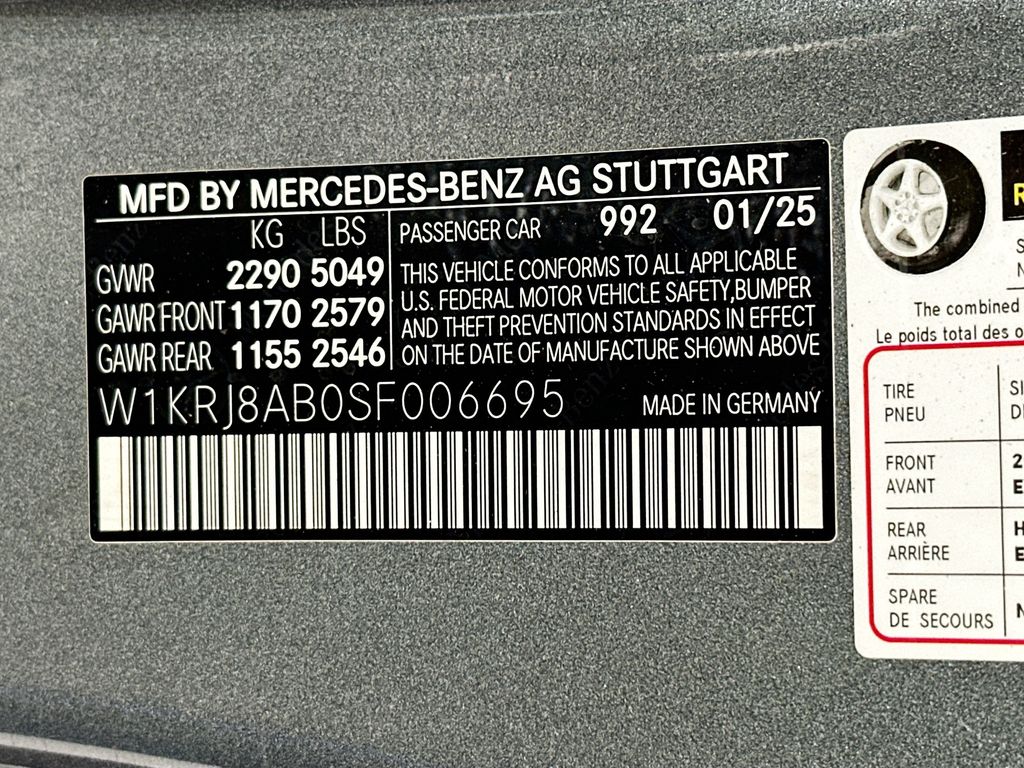 MFD BY MERCEDES-BENZ AG STUTTGART
KG LBS
GVWR 2290 5049
GAWR FRONT 1170 2579
GAWR REAR 1155 2546
PASSENGER CAR 992 01/25
THIS VEHICLE CONFORMS TO ALL APPLICABLE
U.S. FEDERAL MOTOR VEHICLE SAFETY,BUMPER
AND THEFT PREVENTION STANDARDS IN EFFECT
ON THE DATE OF MANUFACTURE SHOWN ABOVE
W1KRJ8AB0SF006695 MADE IN GERMANY
The combined
Le poids total des
TIRE
PNEU
FRONT
AVANT
REAR
ARRIÈRE
SPARE
DE SECOURS